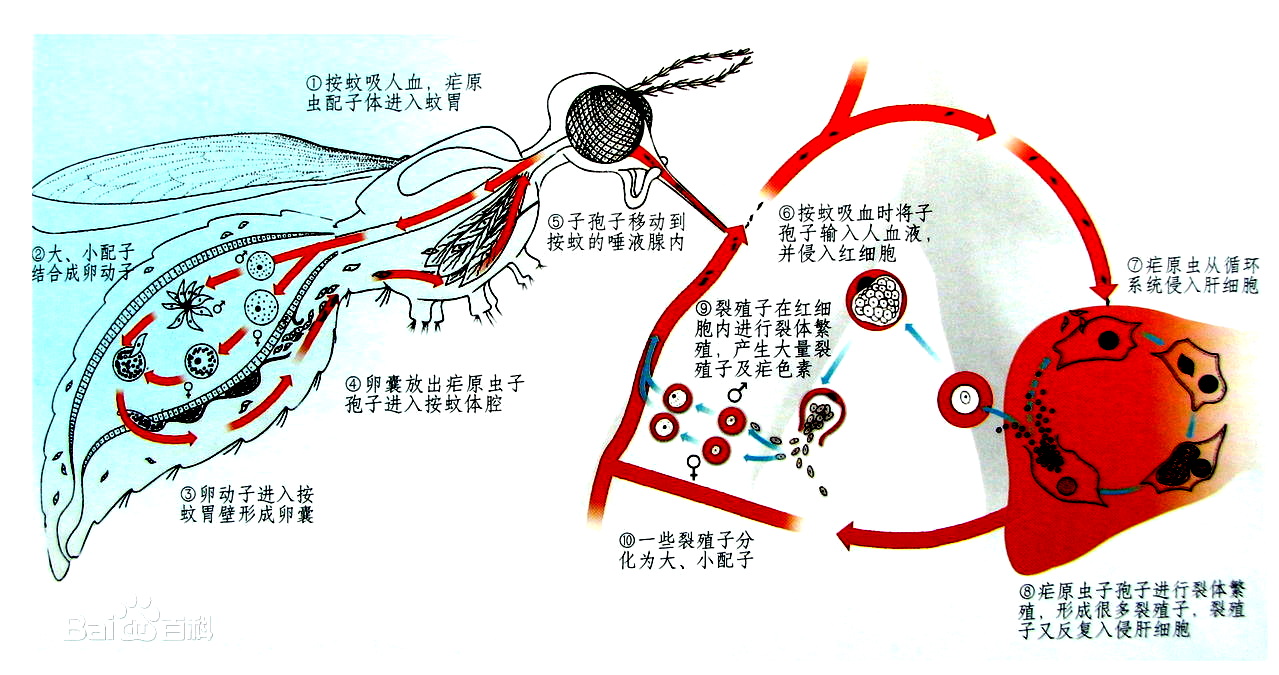 ①按蚊吸人血，疟原
虫配子体进入蚊胃
②大、小配子
结合成卵动子
③卵动子进入按
蚊胃壁形成卵囊
④卵囊放出疟原虫子
孢子进入按蚊体腔
⑤子孢子移动到
按蚊的唾液腺内
⑥按蚊吸血时将子
孢子输入人血液，
并侵入红细胞
⑦疟原虫从循环
系统侵入肝细胞
⑧疟原虫子孢子进行裂体繁
殖，形成很多裂殖子，裂殖
子又反复入侵肝细胞
⑨裂殖子在红细
胞内进行裂体繁
殖，产生大量裂
殖子及疟色素
⑩一些裂殖子分
化为大、小配子
♂
♂
♀
♀
♂
♀
Bai百科